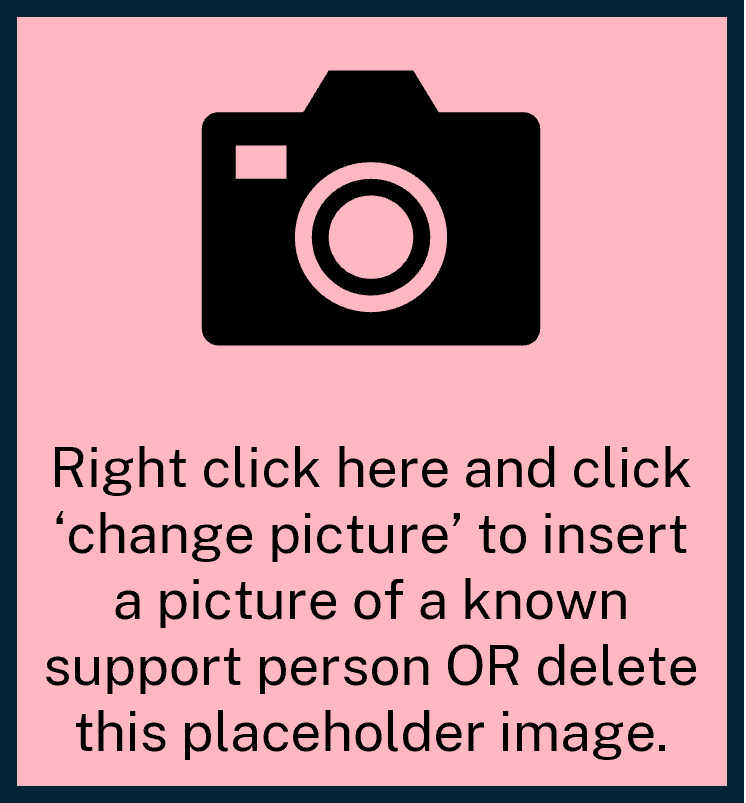 Right click here and click
‘change picture’ to insert
a picture of a known
support person OR delete
this placeholder image.